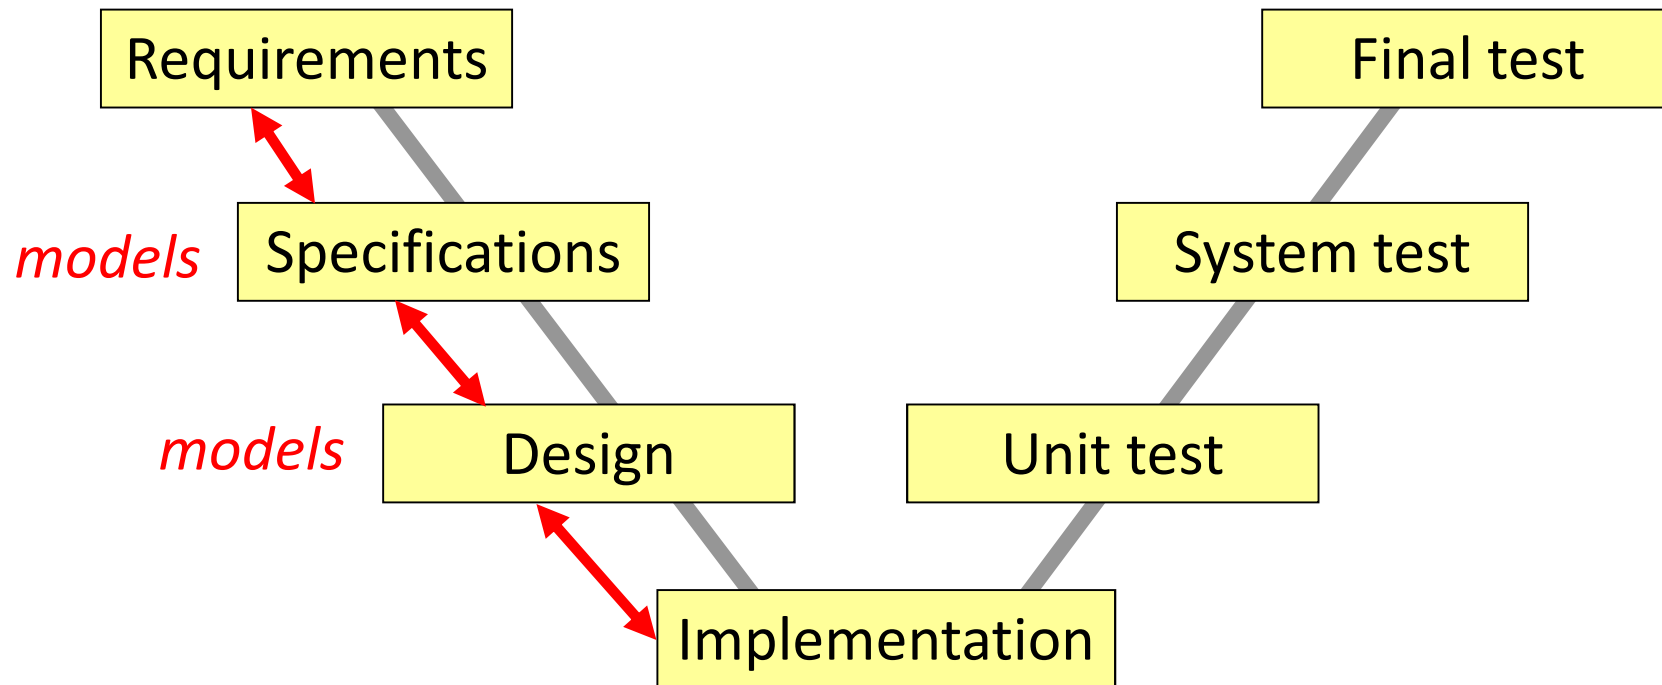 Requirements
Final test
models
Specifications
System test
models
Design
Unit test
Implementation